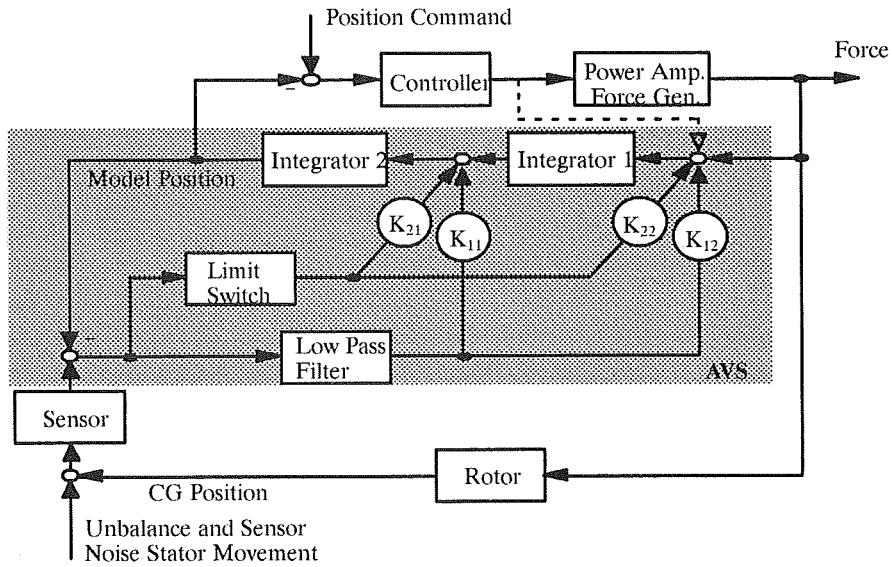 Position Command
Force
Controller
Power Amp.
Force Gen.
Integrator 2
Integrator 1
Model Position
K21
K11
K22
K12
Limit
Switch
Low Pass
Filter
AVS
Sensor
Rotor
CG Position
Unbalance and Sensor
Noise Stator Movement